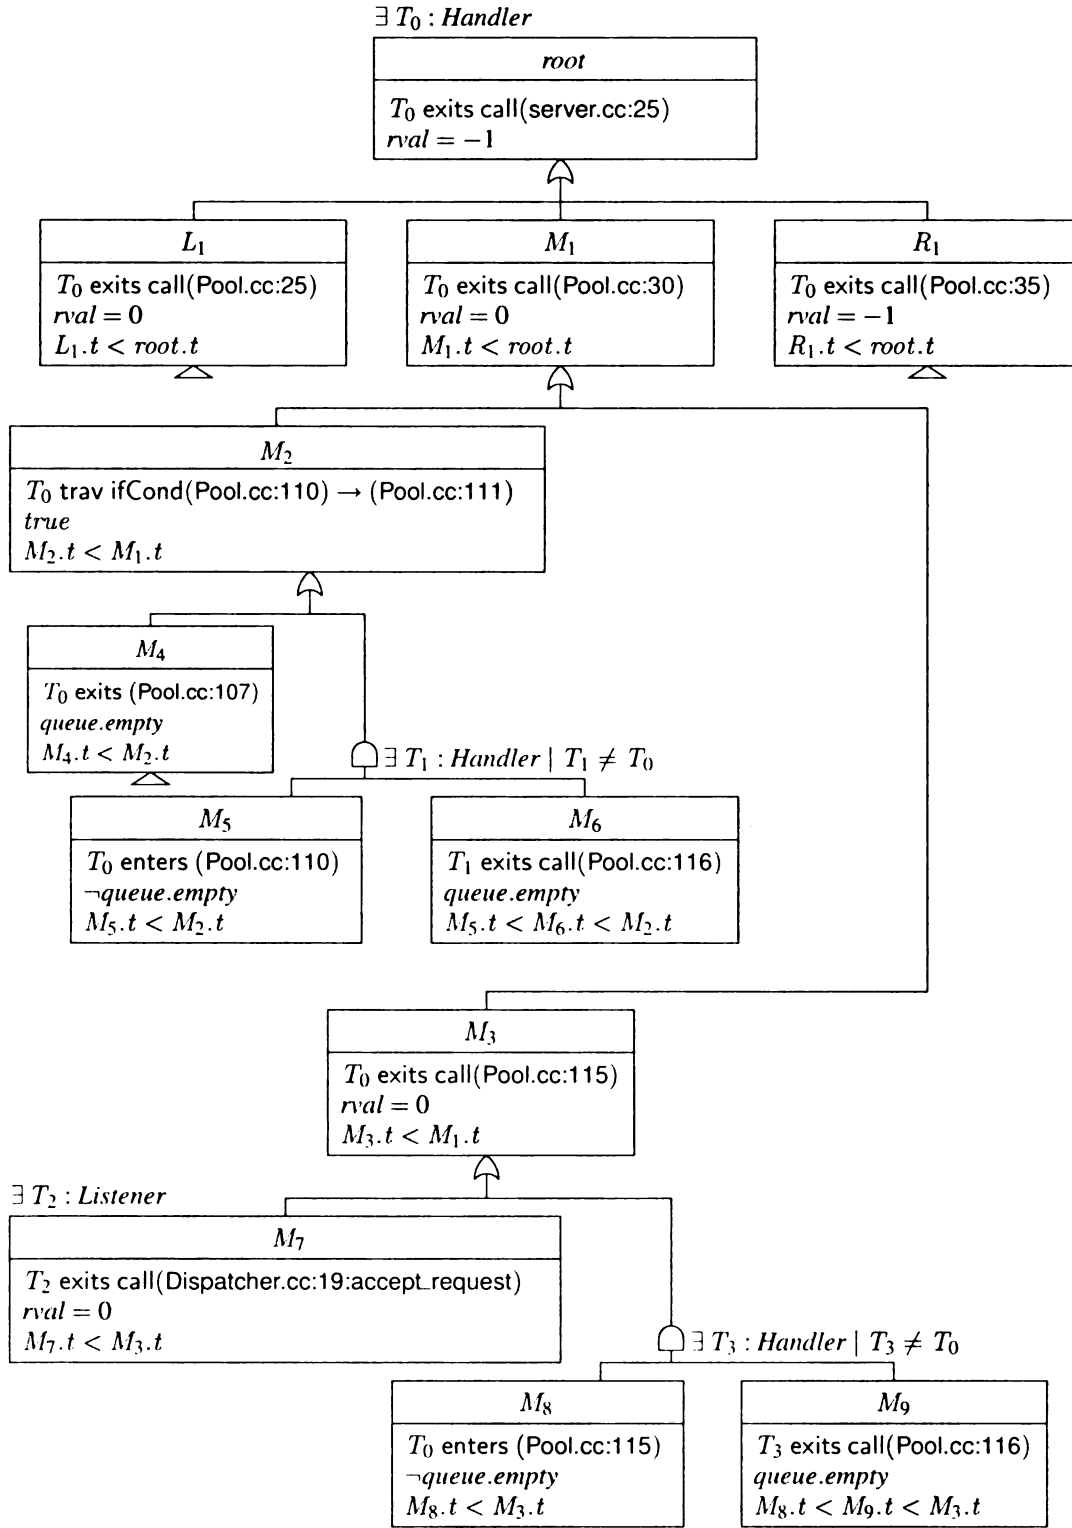 ∃ T₀ : Handler
root
T₀ exits call(server.cc:25)
rval = −1
L₁
T₀ exits call(Pool.cc:25)
rval = 0
L₁.t < root.t
M₁
T₀ exits call(Pool.cc:30)
rval = 0
M₁.t < root.t
R₁
T₀ exits call(Pool.cc:35)
rval = −1
R₁.t < root.t
M₂
T₀ trav ifCond(Pool.cc:110) → (Pool.cc:111)
true
M₂.t < M₁.t
M₄
T₀ exits (Pool.cc:107)
queue.empty
M₄.t < M₂.t
∃ T₁ : Handler | T₁ ≠ T₀
M₅
T₀ enters (Pool.cc:110)
¬queue.empty
M₅.t < M₂.t
M₆
T₁ exits call(Pool.cc:116)
queue.empty
M₅.t < M₆.t < M₂.t
M₃
T₀ exits call(Pool.cc:115)
rval = 0
M₃.t < M₁.t
∃ T₂ : Listener
M₇
T₂ exits call(Dispatcher.cc:19:accept_request)
rval = 0
M₇.t < M₃.t
∃ T₃ : Handler | T₃ ≠ T₀
M₈
T₀ enters (Pool.cc:115)
¬queue.empty
M₈.t < M₃.t
M₉
T₃ exits call(Pool.cc:116)
queue.empty
M₈.t < M₉.t < M₃.t